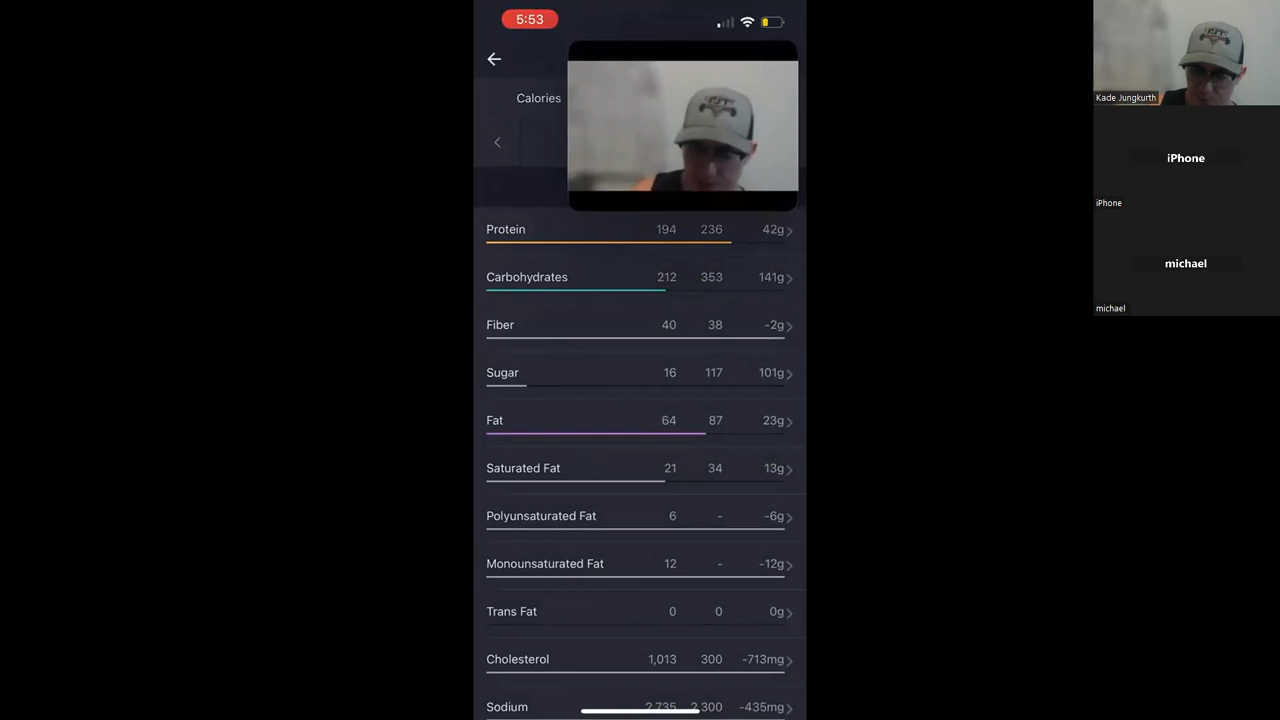 5:53
Calories
Protein 194 236 42g
Carbohydrates 212 353 141g
Fiber 40 38 -2g
Sugar 16 117 101g
Fat 64 87 23g
Saturated Fat 21 34 13g
Polyunsaturated Fat 6 - -6g
Monounsaturated Fat 12 - -12g
Trans Fat 0 0 0g
Cholesterol 1,013 300 -713mg
Sodium 2,735 2,300 -435mg
Kade Jungkurth
iPhone
iPhone
michael
michael